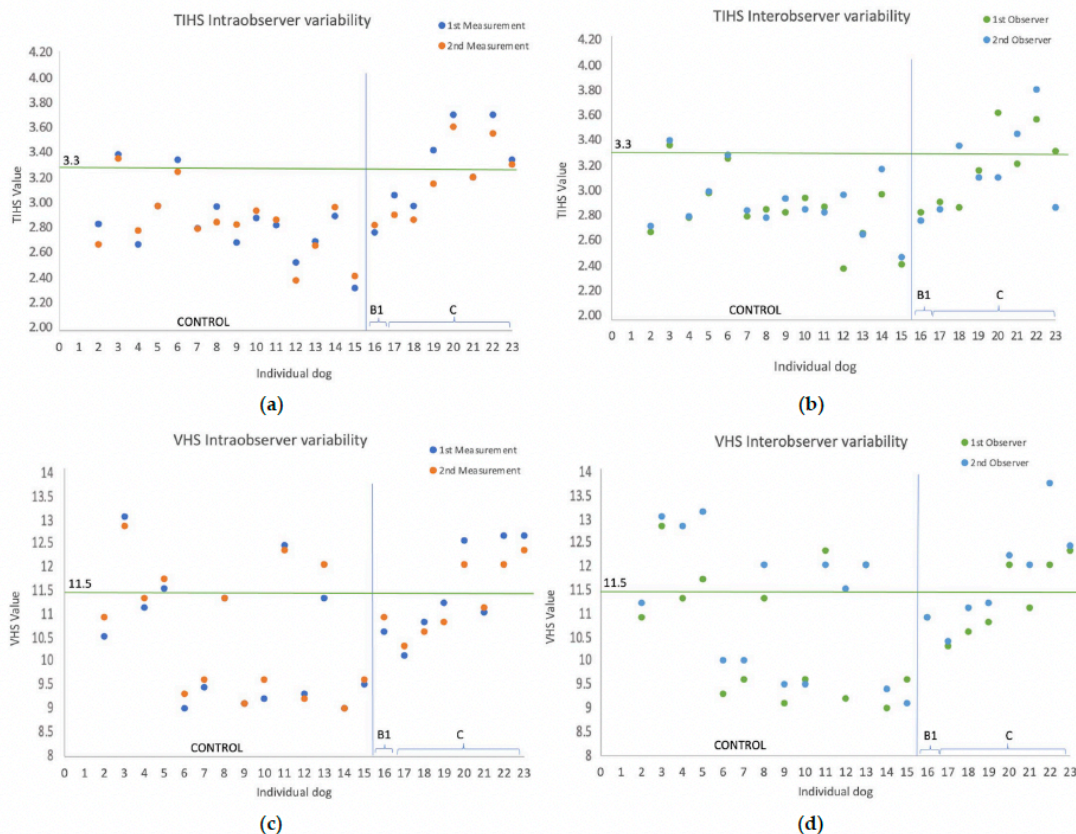 TIHS Intraobserver variability
1st Measurement
2nd Measurement
4.20
4.00
3.80
3.60
3.40
3.20
3.00
2.80
2.60
2.40
2.20
2.00
TIHS Value
3.3
CONTROL
B1
C
0 1 2 3 4 5 6 7 8 9 10 11 12 13 14 15 16 17 18 19 20 21 22 23
Individual dog
(a)
TIHS Interobserver variability
1st Observer
2nd Observer
4.20
4.00
3.80
3.60
3.40
3.20
3.00
2.80
2.60
2.40
2.20
2.00
TIHS Value
3.3
CONTROL
B1
C
0 1 2 3 4 5 6 7 8 9 10 11 12 13 14 15 16 17 18 19 20 21 22 23
Individual dog
(b)
VHS Intraobserver variability
1st Measurement
2nd Measurement
14
13.5
13
12.5
12
11.5
11
10.5
10
9.5
9
8.5
8
VHS Value
11.5
CONTROL
B1
C
0 1 2 3 4 5 6 7 8 9 10 11 12 13 14 15 16 17 18 19 20 21 22 23
Individual dog
(c)
VHS Interobserver variability
1st Observer
2nd Observer
14
13.5
13
12.5
12
11.5
11
10.5
10
9.5
9
8.5
8
VHS Value
11.5
CONTROL
B1
C
0 1 2 3 4 5 6 7 8 9 10 11 12 13 14 15 16 17 18 19 20 21 22 23
Individual dog
(d)